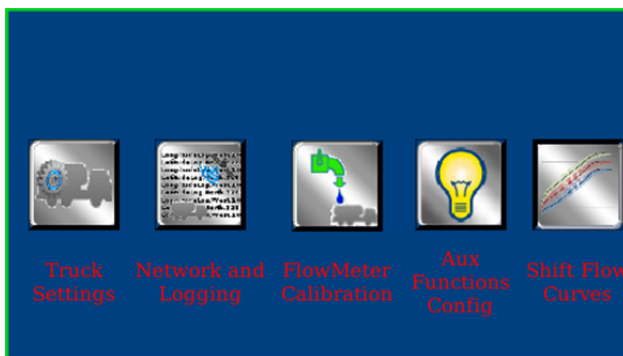 Truck
Settings
Network and
Logging
FlowMeter
Calibration
Aux
Functions
Config
Shift Flow
Curves